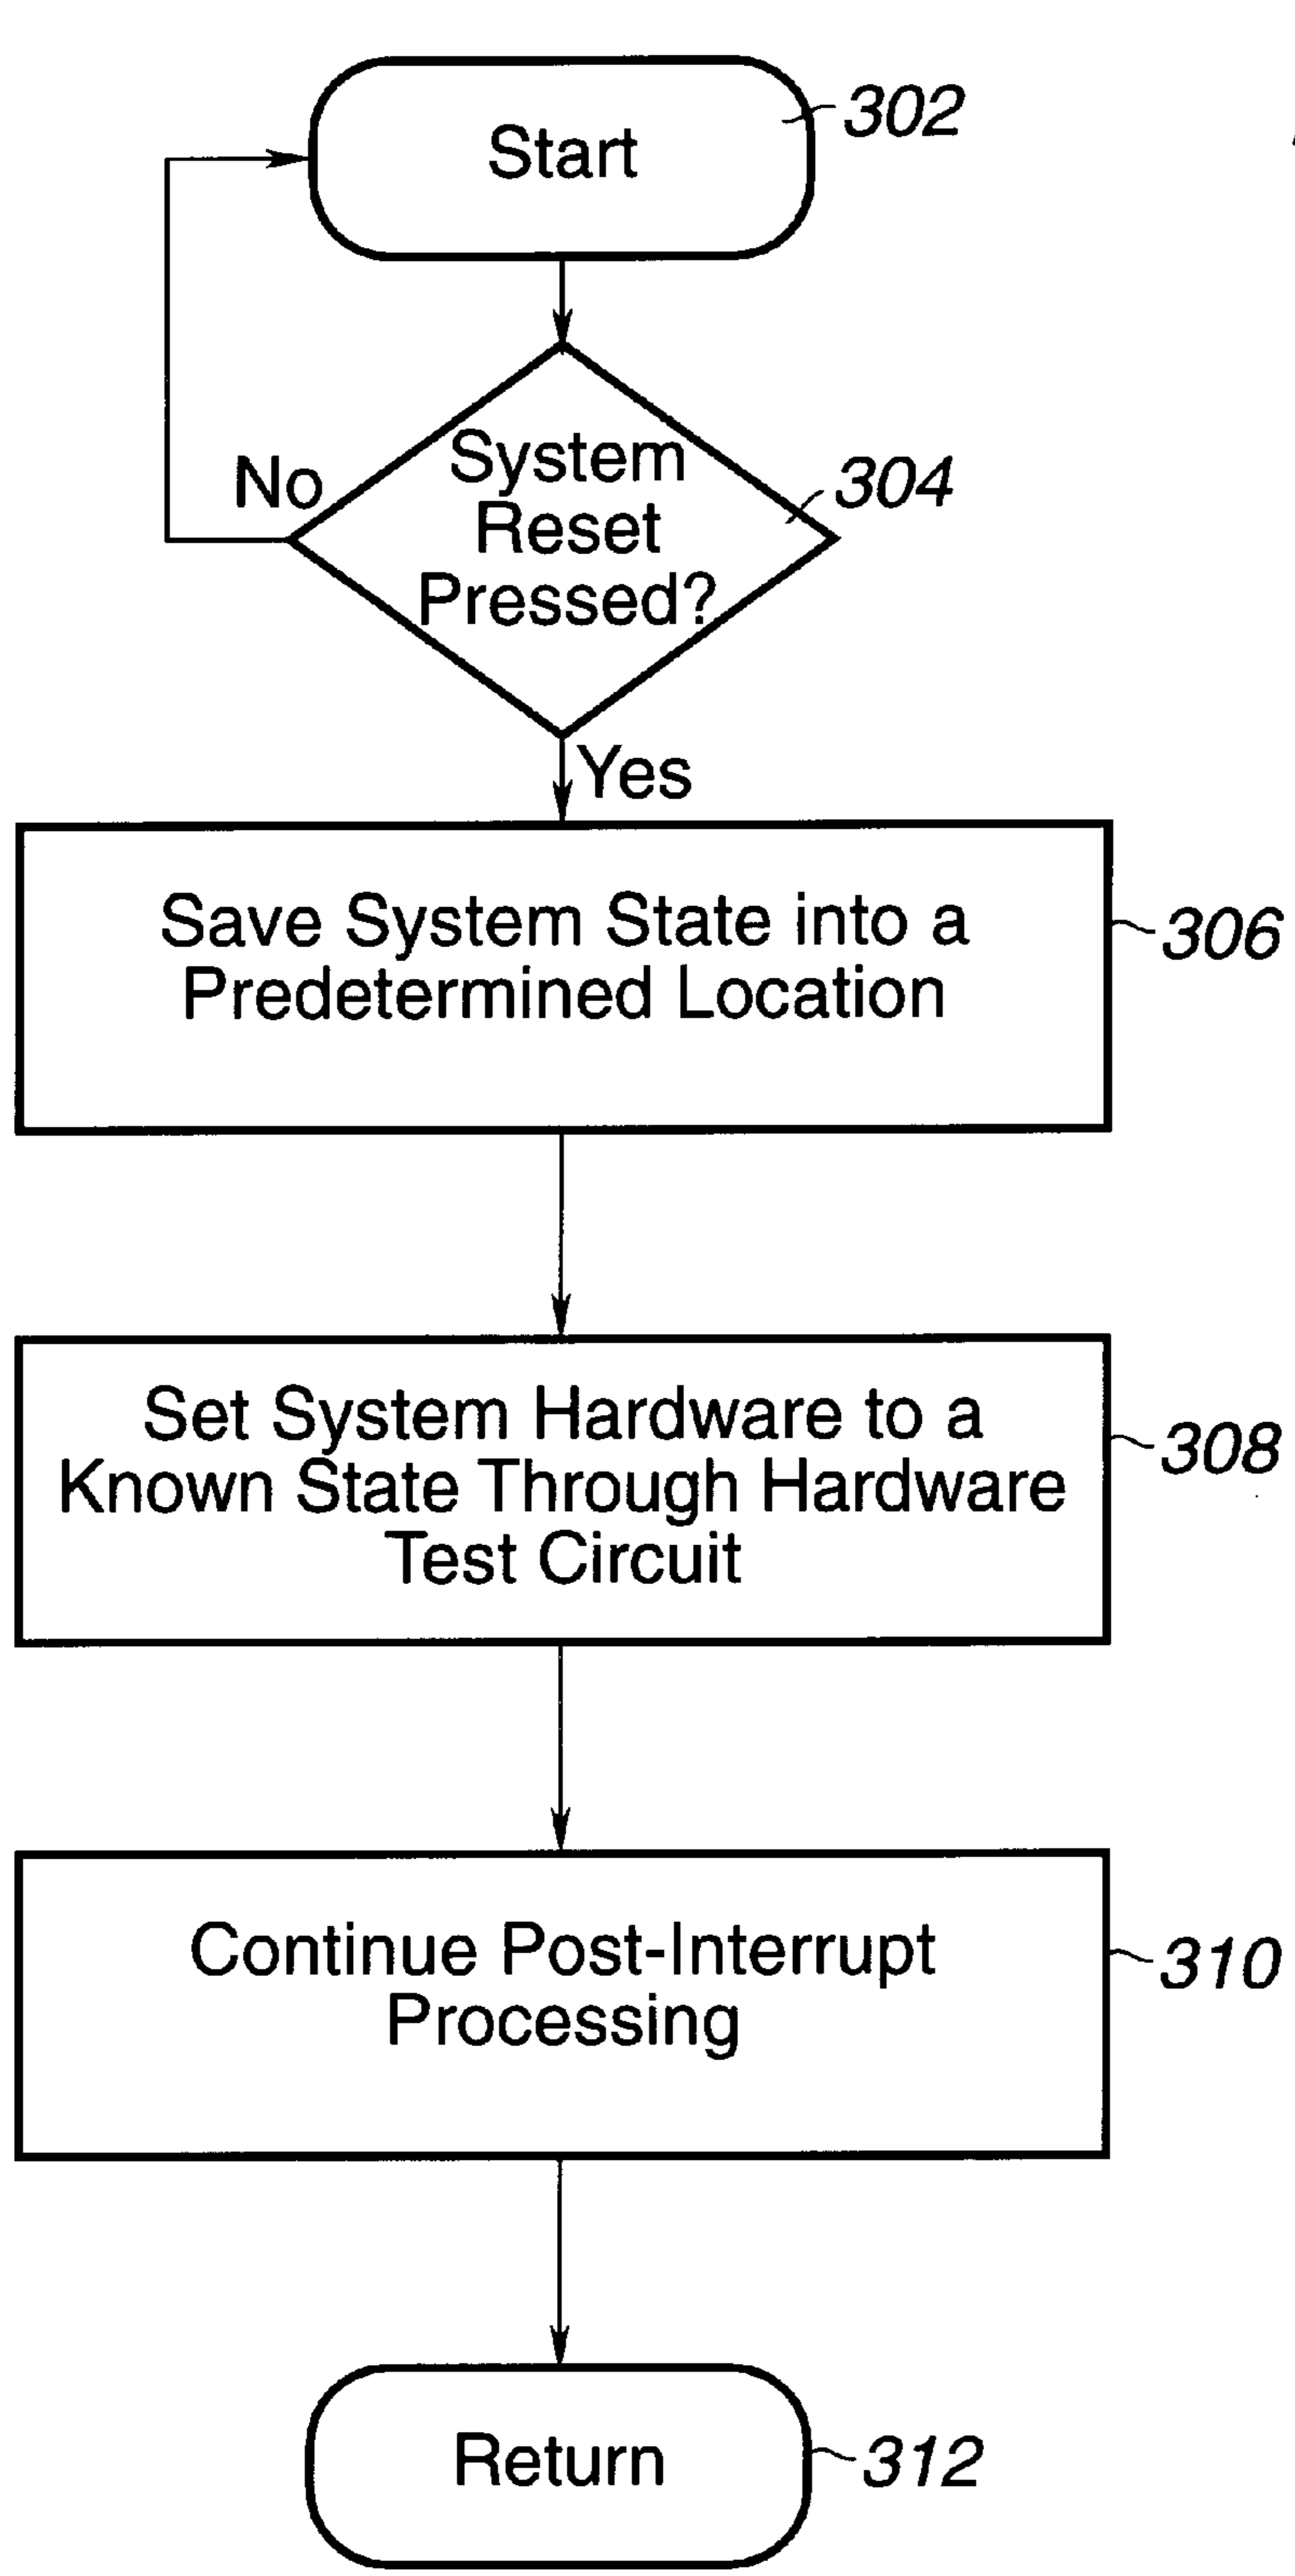 Start
302
System
Reset
Pressed?
304
No
Yes
Save System State into a
Predetermined Location
306
Set System Hardware to a
Known State Through Hardware
Test Circuit
308
Continue Post-Interrupt
Processing
310
Return
312